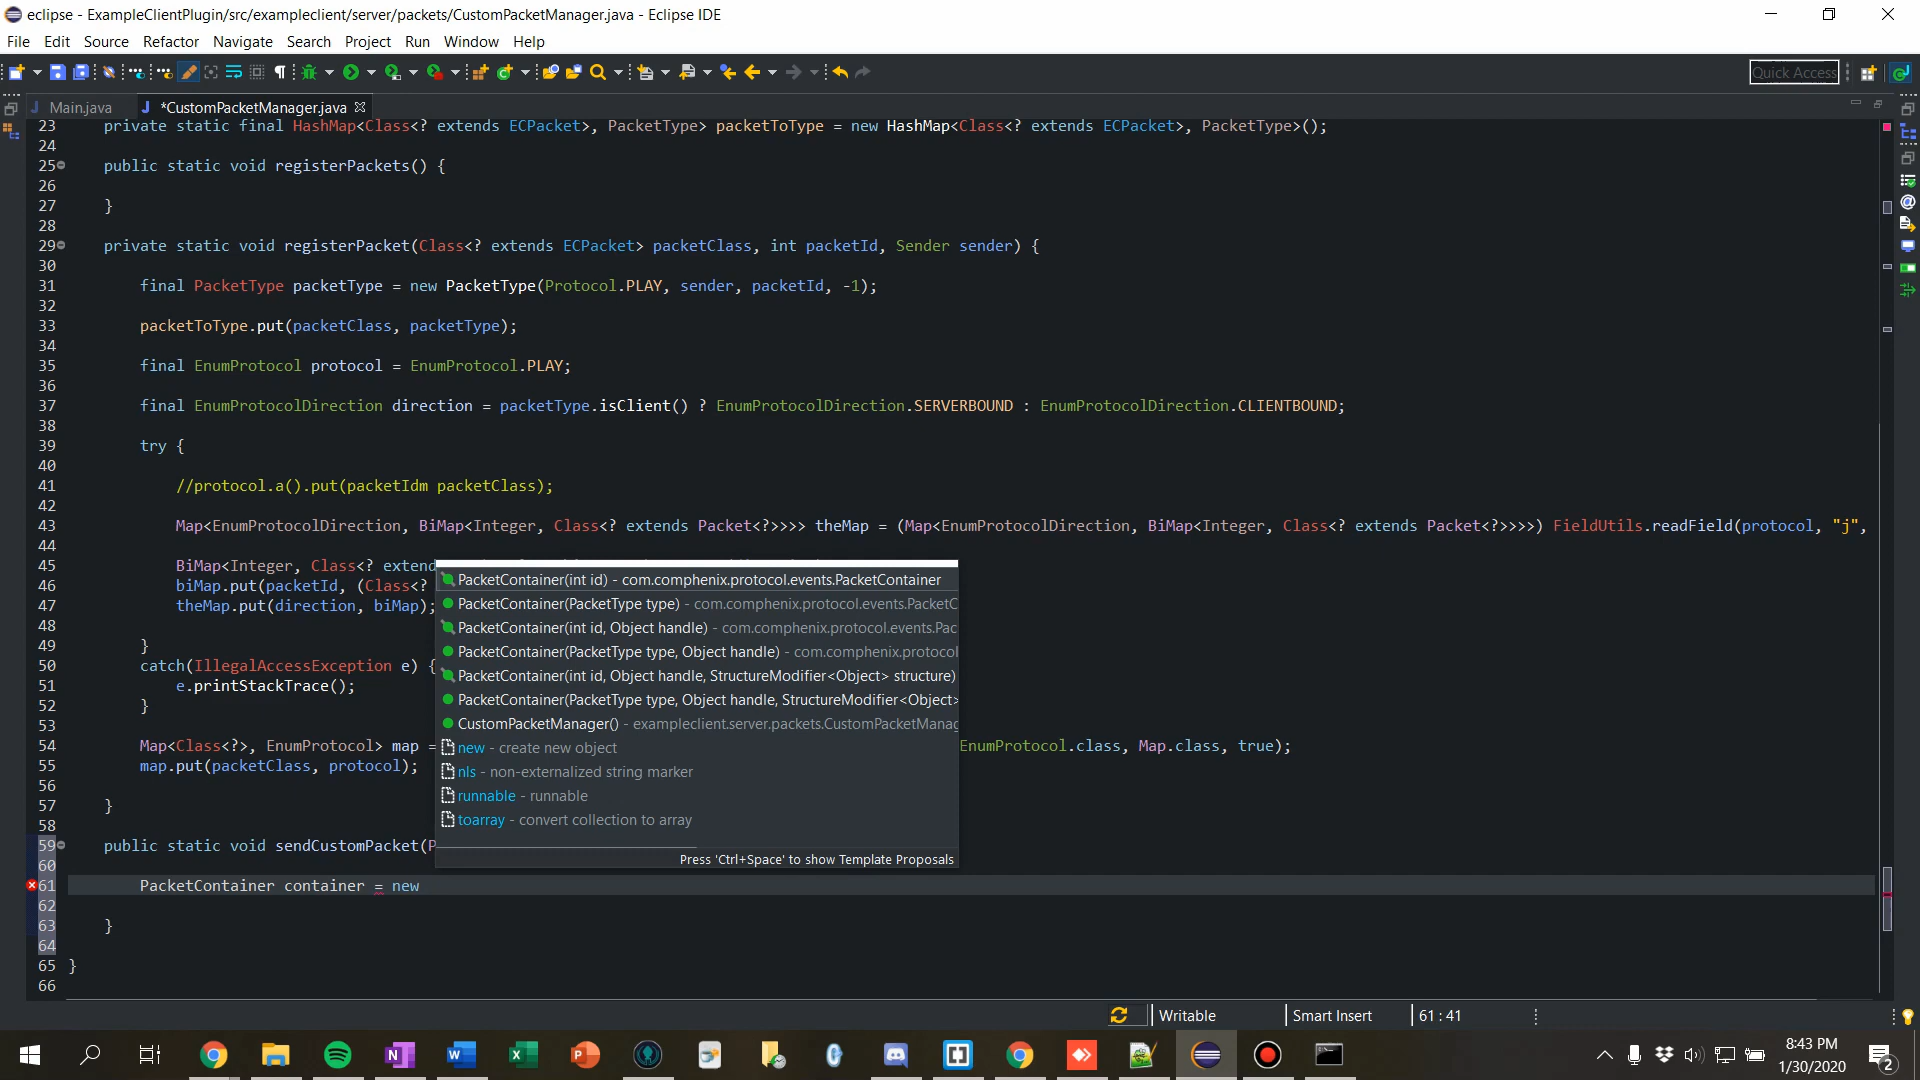 eclipse - ExampleClientPlugin/src/exampleclient/server/packets/CustomPacketManager.java - Eclipse IDE
File Edit Source Refactor Navigate Search Project Run Window Help
Quick Access
Main.java *CustomPacketManager.java
23 private static final HashMap<Class<? extends ECPacket>, PacketType> packetToType = new HashMap<Class<? extends ECPacket>, PacketType>();
24
25 public static void registerPackets() {
26
27 }
28
29 private static void registerPacket(Class<? extends ECPacket> packetClass, int packetId, Sender sender) {
30
31 final PacketType packetType = new PacketType(Protocol.PLAY, sender, packetId, -1);
32
33 packetToType.put(packetClass, packetType);
34
35 final EnumProtocol protocol = EnumProtocol.PLAY;
36
37 final EnumProtocolDirection direction = packetType.isClient() ? EnumProtocolDirection.SERVERBOUND : EnumProtocolDirection.CLIENTBOUND;
38
39 try {
40
41 //protocol.a().put(packetIdm packetClass);
42
43 Map<EnumProtocolDirection, BiMap<Integer, Class<? extends Packet<?>>>> theMap = (Map<EnumProtocolDirection, BiMap<Integer, Class<? extends Packet<?>>>>) FieldUtils.readField(protocol, "j",
44
45 BiMap<Integer, Class<? extend
46 biMap.put(packetId, (Class<?
47 theMap.put(direction, biMap);
48
49 }
50 catch(IllegalAccessException e) {
51 e.printStackTrace();
52 }
53
54 Map<Class<?>, EnumProtocol> map = EnumProtocol.class, Map.class, true);
55 map.put(packetClass, protocol);
56
57 }
58
59 public static void sendCustomPacket(P
60
61 PacketContainer container = new
62
63 }
64
65 }
66
PacketContainer(int id) - com.comphenix.protocol.events.PacketContainer
PacketContainer(PacketType type) - com.comphenix.protocol.events.PacketC
PacketContainer(int id, Object handle) - com.comphenix.protocol.events.Pac
PacketContainer(PacketType type, Object handle) - com.comphenix.protocol
PacketContainer(int id, Object handle, StructureModifier<Object> structure)
PacketContainer(PacketType type, Object handle, StructureModifier<Object>
CustomPacketManager() - exampleclient.server.packets.CustomPacketManag
new - create new object
nls - non-externalized string marker
runnable - runnable
toarray - convert collection to array
Press 'Ctrl+Space' to show Template Proposals
Writable Smart Insert 61 : 41
8:43 PM
1/30/2020
2